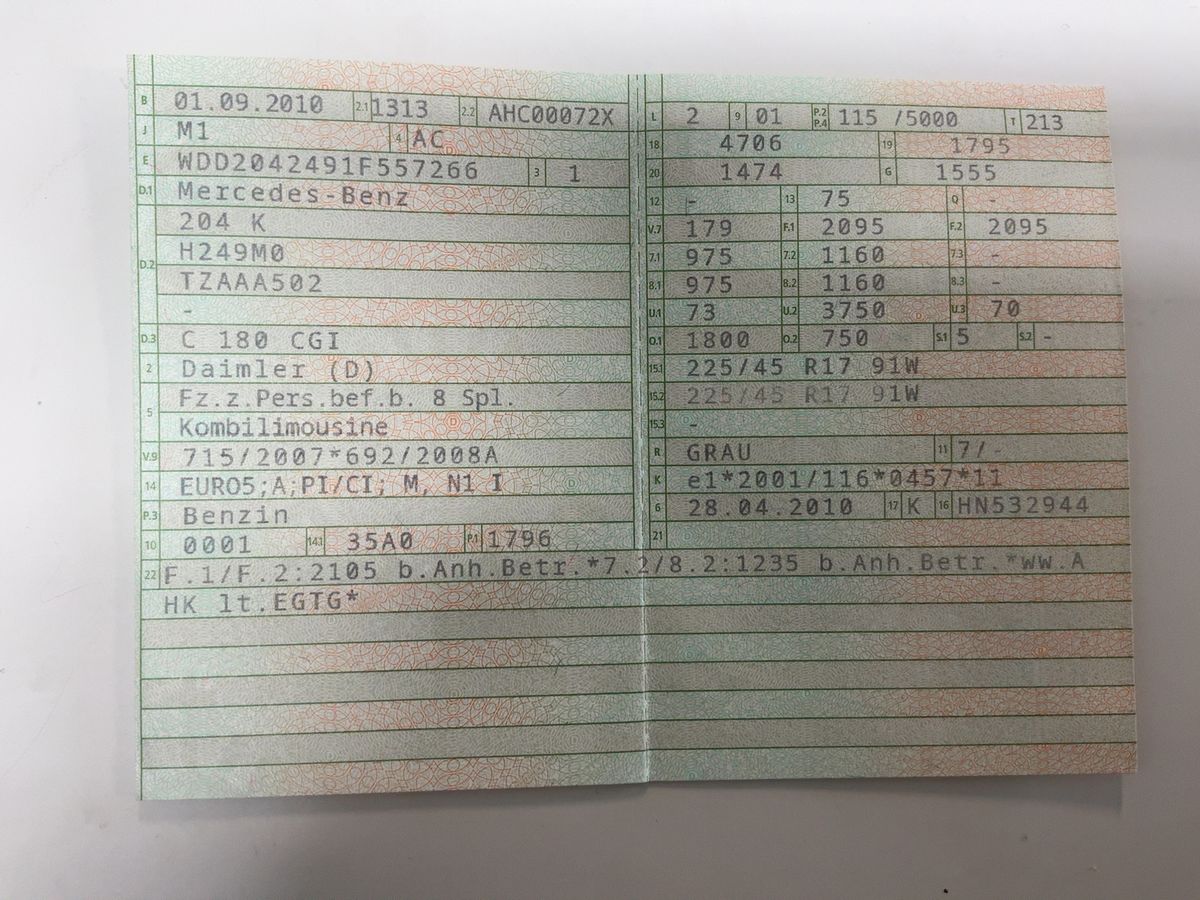 B 01.09.2010 2.1 1313 2.2 AHC00072X
J M1 4 AC
E WDD2042491F557266 3 1
D.1 Mercedes-Benz
D.2 204 K
H249M0
TZAAA502
-
D.3 C 180 CGI
2 Daimler (D)
5 Fz.z.Pers.bef.b. 8 Spl.
Kombilimousine
V.9 715/2007*692/2008A
14 EURO5;A;PI/CI; M, N1 I
P.3 Benzin
10 0001 14.1 35A0 P.1 1796
L 2 9 01 P.2 P.4 115 /5000 T 213
18 4706 19 1795
20 1474 G 1555
12 - 13 75 Q -
V.7 179 F.1 2095 F.2 2095
7.1 975 7.2 1160 7.3 -
8.1 975 8.2 1160 8.3 -
U.1 73 U.2 3750 U.3 70
O.1 1800 O.2 750 S.1 5 S.2 -
15.1 225/45 R17 91W
15.2 225/45 R17 91W
15.3 -
R GRAU 11 7/-
K e1*2001/116*0457*11
6 28.04.2010 17 K 16 HN532944
21
22 F.1/F.2:2105 b.Anh.Betr.*7.2/8.2:1235 b.Anh.Betr.*ww.A
HK lt.EGTG*